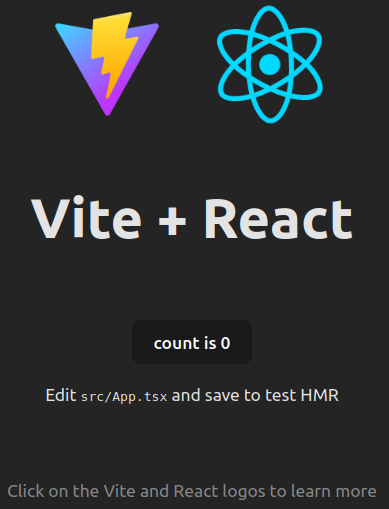 Vite + React
count is 0
Edit src/App.tsx and save to test HMR
Click on the Vite and React logos to learn more